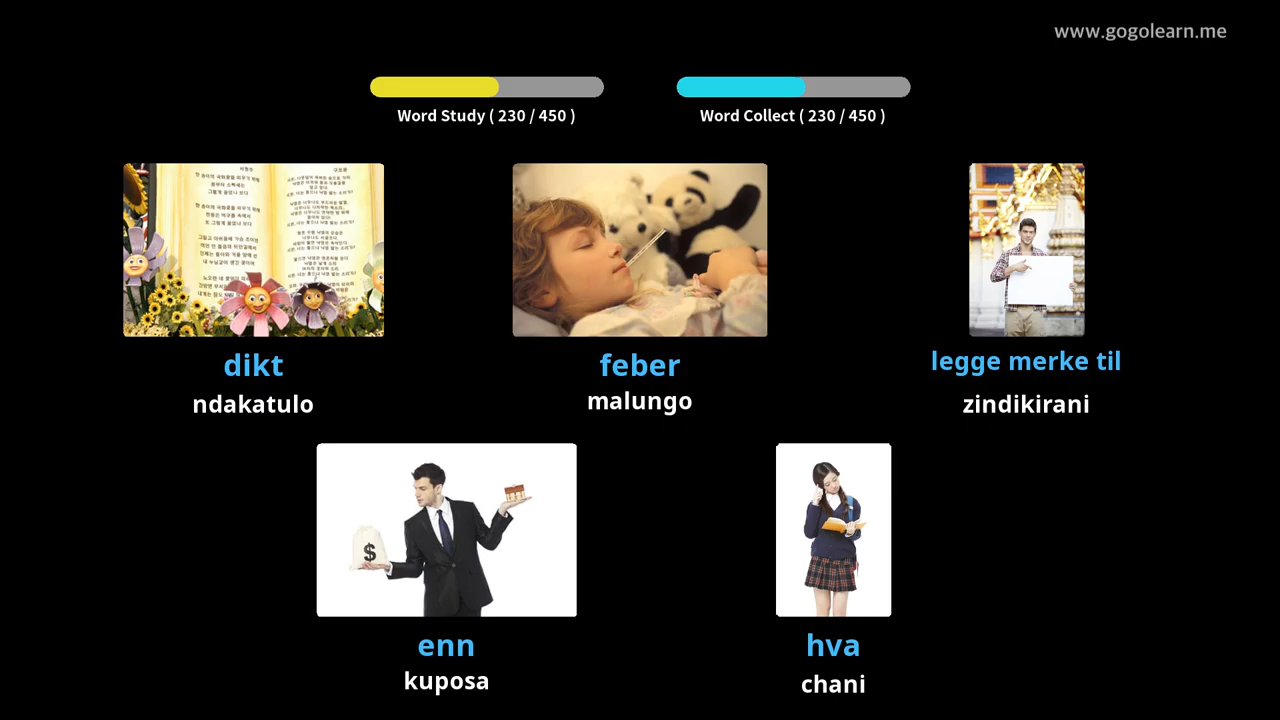 www.gogolearn.me
Word Study ( 230 / 450 )
Word Collect ( 230 / 450 )
dikt
ndakatulo
feber
malungo
legge merke til
zindikirani
$
enn
kuposa
hva
chani